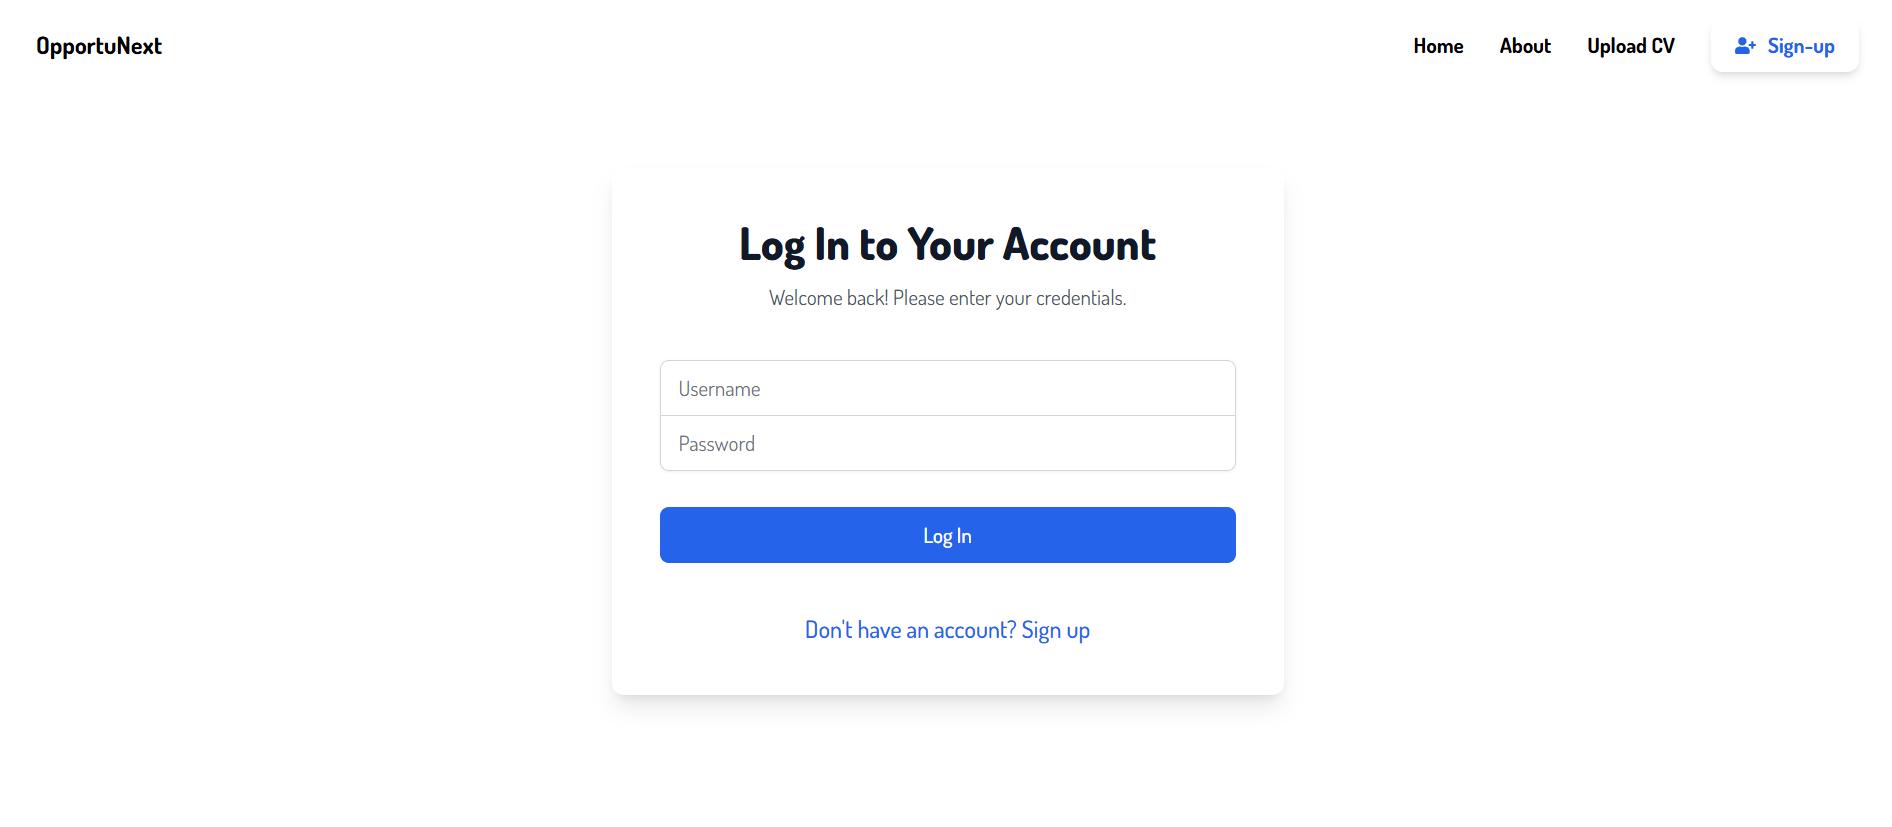 OpportuNext
Home
About
Upload CV
Sign-up
Log In to Your Account
Welcome back! Please enter your credentials.
Username
Password
Log In
Don't have an account? Sign up